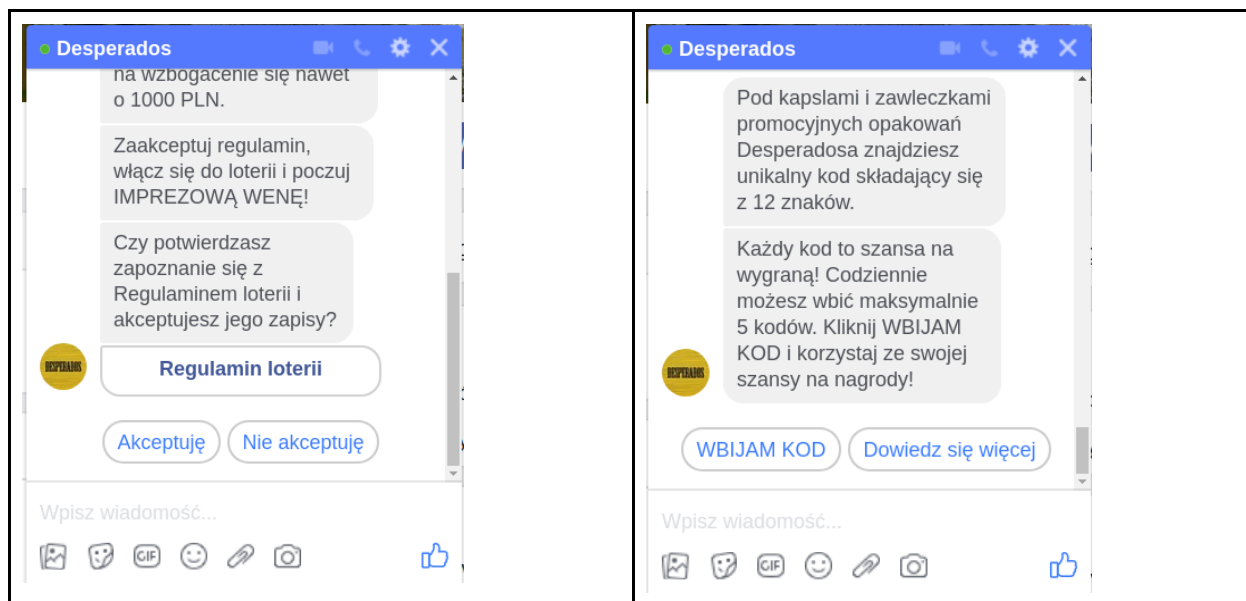 Desperados
na wzbogacenie się nawet
o 1000 PLN.
Zaakceptuj regulamin,
włącz się do loterii i poczuj
IMPREZOWĄ WENĘ!
Czy potwierdzasz
zapoznanie się z
Regulaminem loterii i
akceptujesz jego zapisy?
DESPERADOS
Regulamin loterii
Akceptuję
Nie akceptuję
Wpisz wiadomość...
GIF
Desperados
Pod kapslami i zawleczkami
promocyjnych opakowań
Desperadosa znajdziesz
unikalny kod składający się
z 12 znaków.
Każdy kod to szansa na
wygraną! Codziennie
możesz wbić maksymalnie
5 kodów. Kliknij WBIJAM
KOD i korzystaj ze swojej
szansy na nagrody!
DESPERADOS
WBIJAM KOD
Dowiedz się więcej
Wpisz wiadomość...
GIF